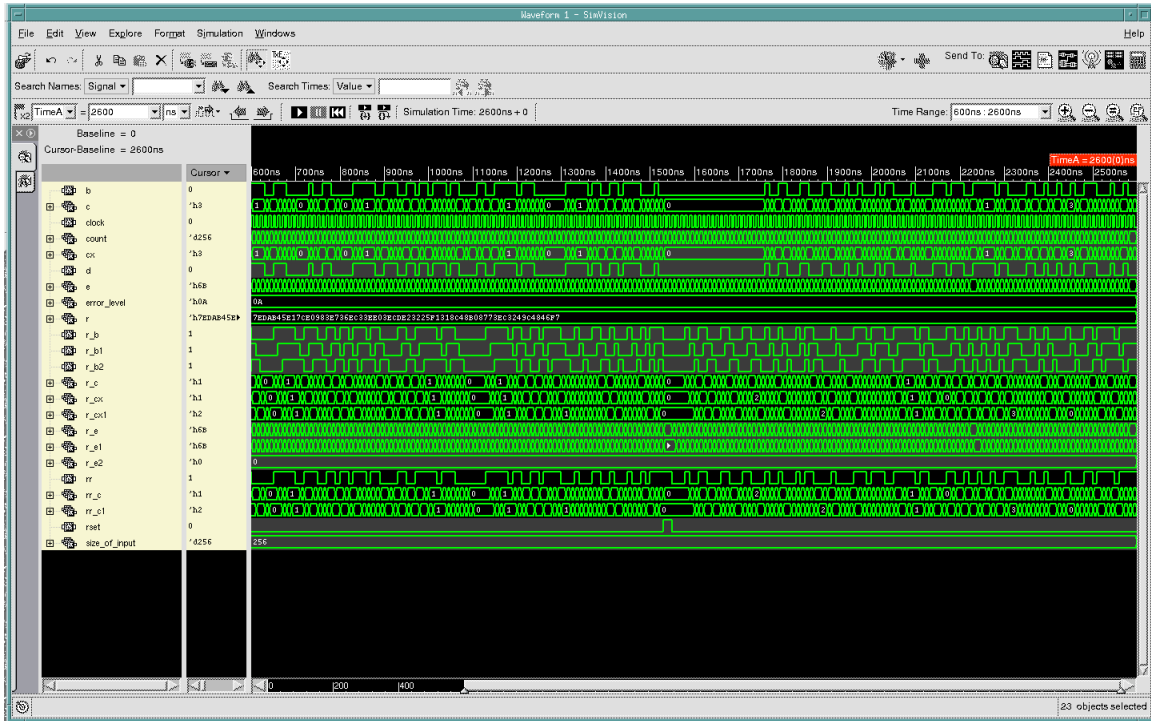 Waveform 1 - SimVision
File Edit View Explore Format Simulation Windows Help
Send To:
Search Names: Signal Search Times: Value
TimeA = 2600 ns Simulation Time: 2600ns + 0 Time Range: 600ns : 2600ns
Baseline = 0
Cursor-Baseline = 2600ns
TimeA = 2600(0)ns
Cursor 600ns 700ns 800ns 900ns 1000ns 1100ns 1200ns 1300ns 1400ns 1500ns 1600ns 1700ns 1800ns 1900ns 2000ns 2100ns 2200ns 2300ns 2400ns 2500ns
b 0
c 'h3
clock 0
count 'd256
cx 'h3
d 0
e 'h6B
error_level 'h0A 0A
r
r_b 1
r_b1 1
r_b2 1
r_c 'h1
r_cx 'h1
r_cx1 'h2
r_e 'h6B
r_e1 'h6B
r_e2 'h0 0
rr 1
rr_c 'h1
rr_c1 'h2
rset 0
size_of_input 'd256 256
0 200 400
23 objects selected